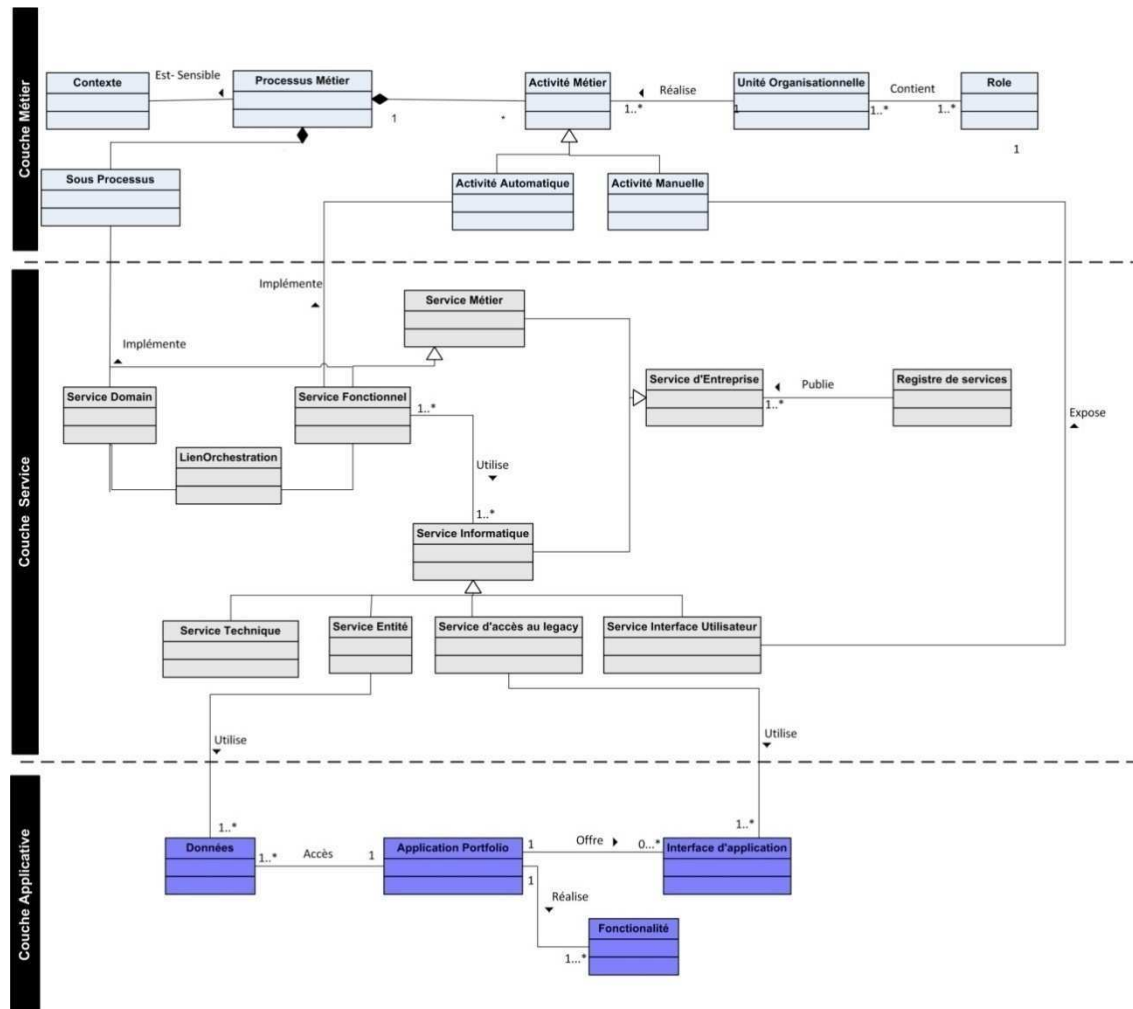 Couche Métier
Contexte
Est- Sensible
Processus Métier
1
*
Activité Métier
1..*
Réalise
1
Unité Organisationnelle
1..*
Contient
1..*
Role
1
Sous Processus
Activité Automatique
Activité Manuelle
Couche Service
Implémente
Implémente
Service Métier
Service Domain
Service Fonctionnel
1..*
LienOrchestration
Utilise
1..*
Service d'Entreprise
1..*
Publie
Registre de services
Expose
Service Informatique
Service Technique
Service Entité
Service d'accès au legacy
Service Interface Utilisateur
Utilise
Utilise
Couche Applicative
1..*
1..*
Données
1..*
Accès
1
Application Portfolio
1
Offre
0...*
Interface d'application
1
Réalise
1...*
Fonctionalité